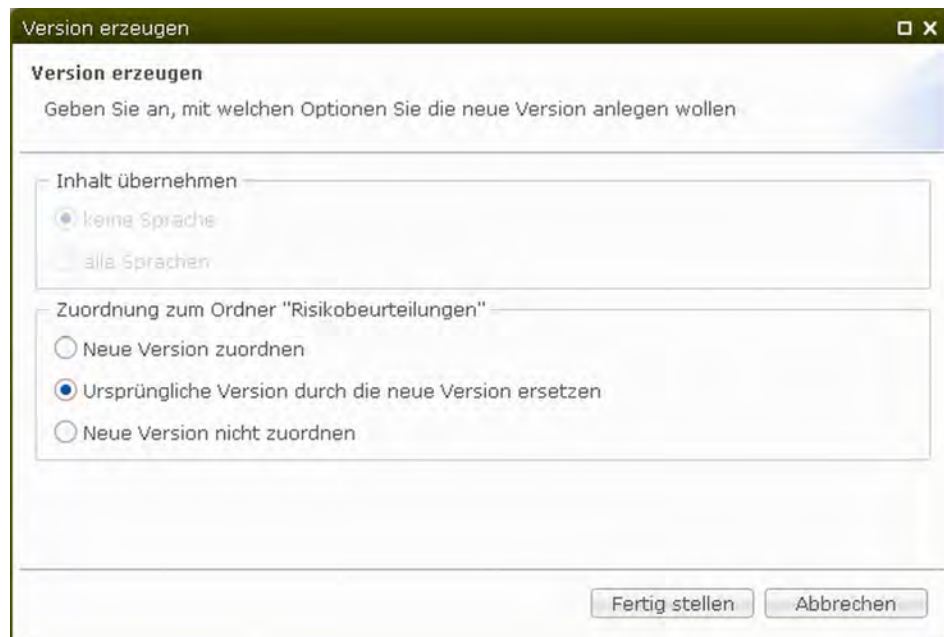 Version erzeugen
Version erzeugen
Geben Sie an, mit welchen Optionen Sie die neue Version anlegen wollen
Inhalt übernehmen
keine Sprache
alle Sprachen
Zuordnung zum Ordner "Risikobeurteilungen"
Neue Version zuordnen
Ursprüngliche Version durch die neue Version ersetzen
Neue Version nicht zuordnen
Fertig stellen Abbrechen